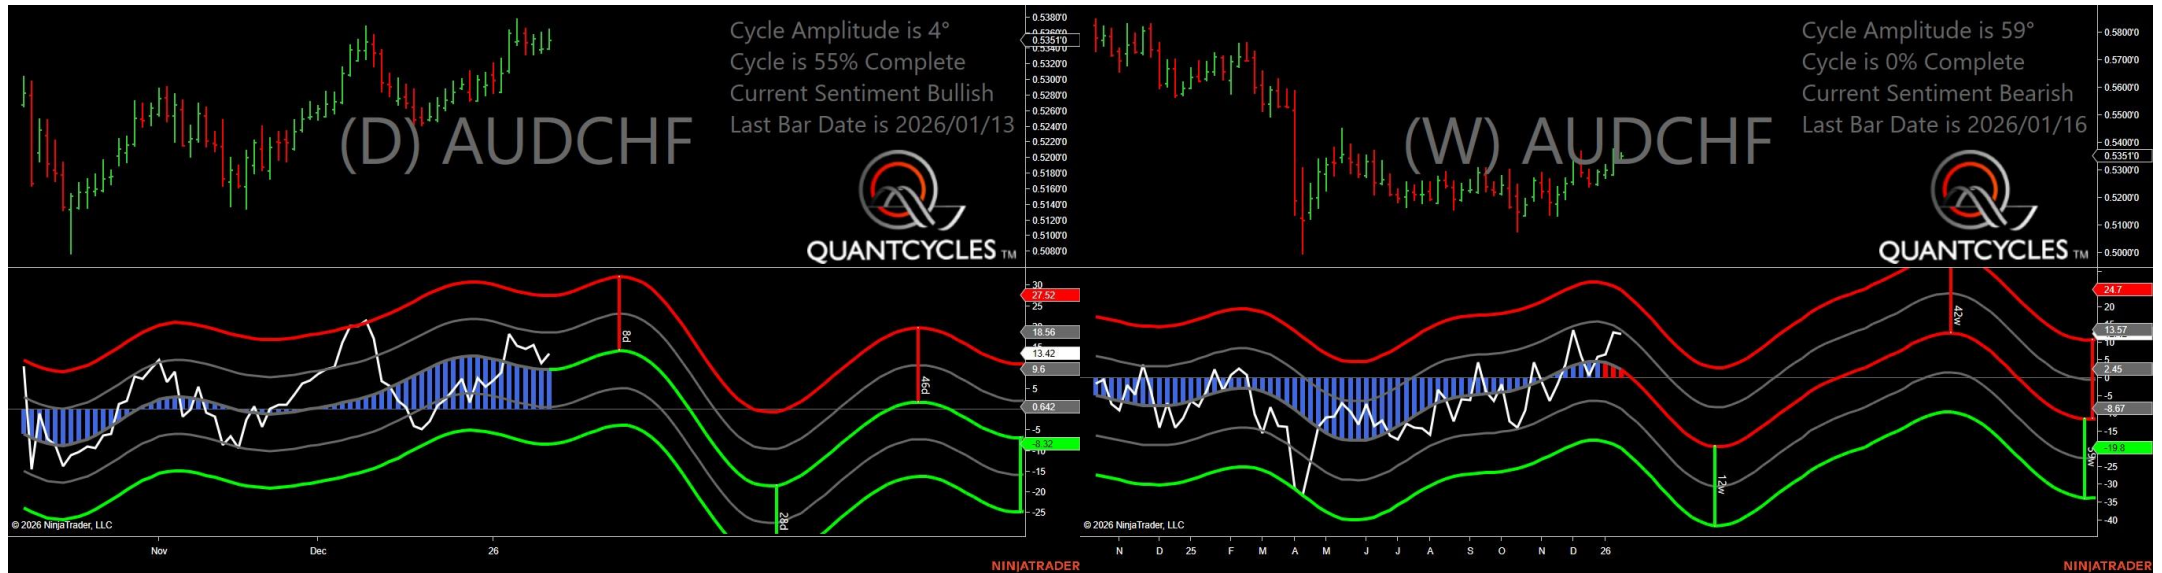 Cycle Amplitude is 4°
Cycle is 55% Complete
Current Sentiment Bullish
Last Bar Date is 2026/01/13
(D) AUDCHF
QUANTCYCLES TM
0.5380'0
0.5351'0
0.5340'0
0.5320'0
0.5300'0
0.5280'0
0.5260'0
0.5240'0
0.5220'0
0.5200'0
0.5180'0
0.5160'0
0.5140'0
0.5120'0
0.5100'0
0.5080'0
30
27.52
25
18.56
13.42
9.6
5
0.642
-5
-8.32
-10
-15
-20
-25
8d
28d
46d
© 2026 NinjaTrader, LLC
Nov
Dec
26
NINJATRADER
Cycle Amplitude is 59°
Cycle is 0% Complete
Current Sentiment Bearish
Last Bar Date is 2026/01/16
(W) AUDCHF
QUANTCYCLES TM
0.5800'0
0.5700'0
0.5600'0
0.5500'0
0.5400'0
0.5351'0
0.5300'0
0.5200'0
0.5100'0
0.5000'0
24.7
20
13.57
10
5
2.45
0
-5
-8.67
-15
-19.8
-25
-30
-35
-40
12w
42w
59w
© 2026 NinjaTrader, LLC
N
D
25
F
M
A
M
J
J
A
S
O
N
D
26
NINJATRADER